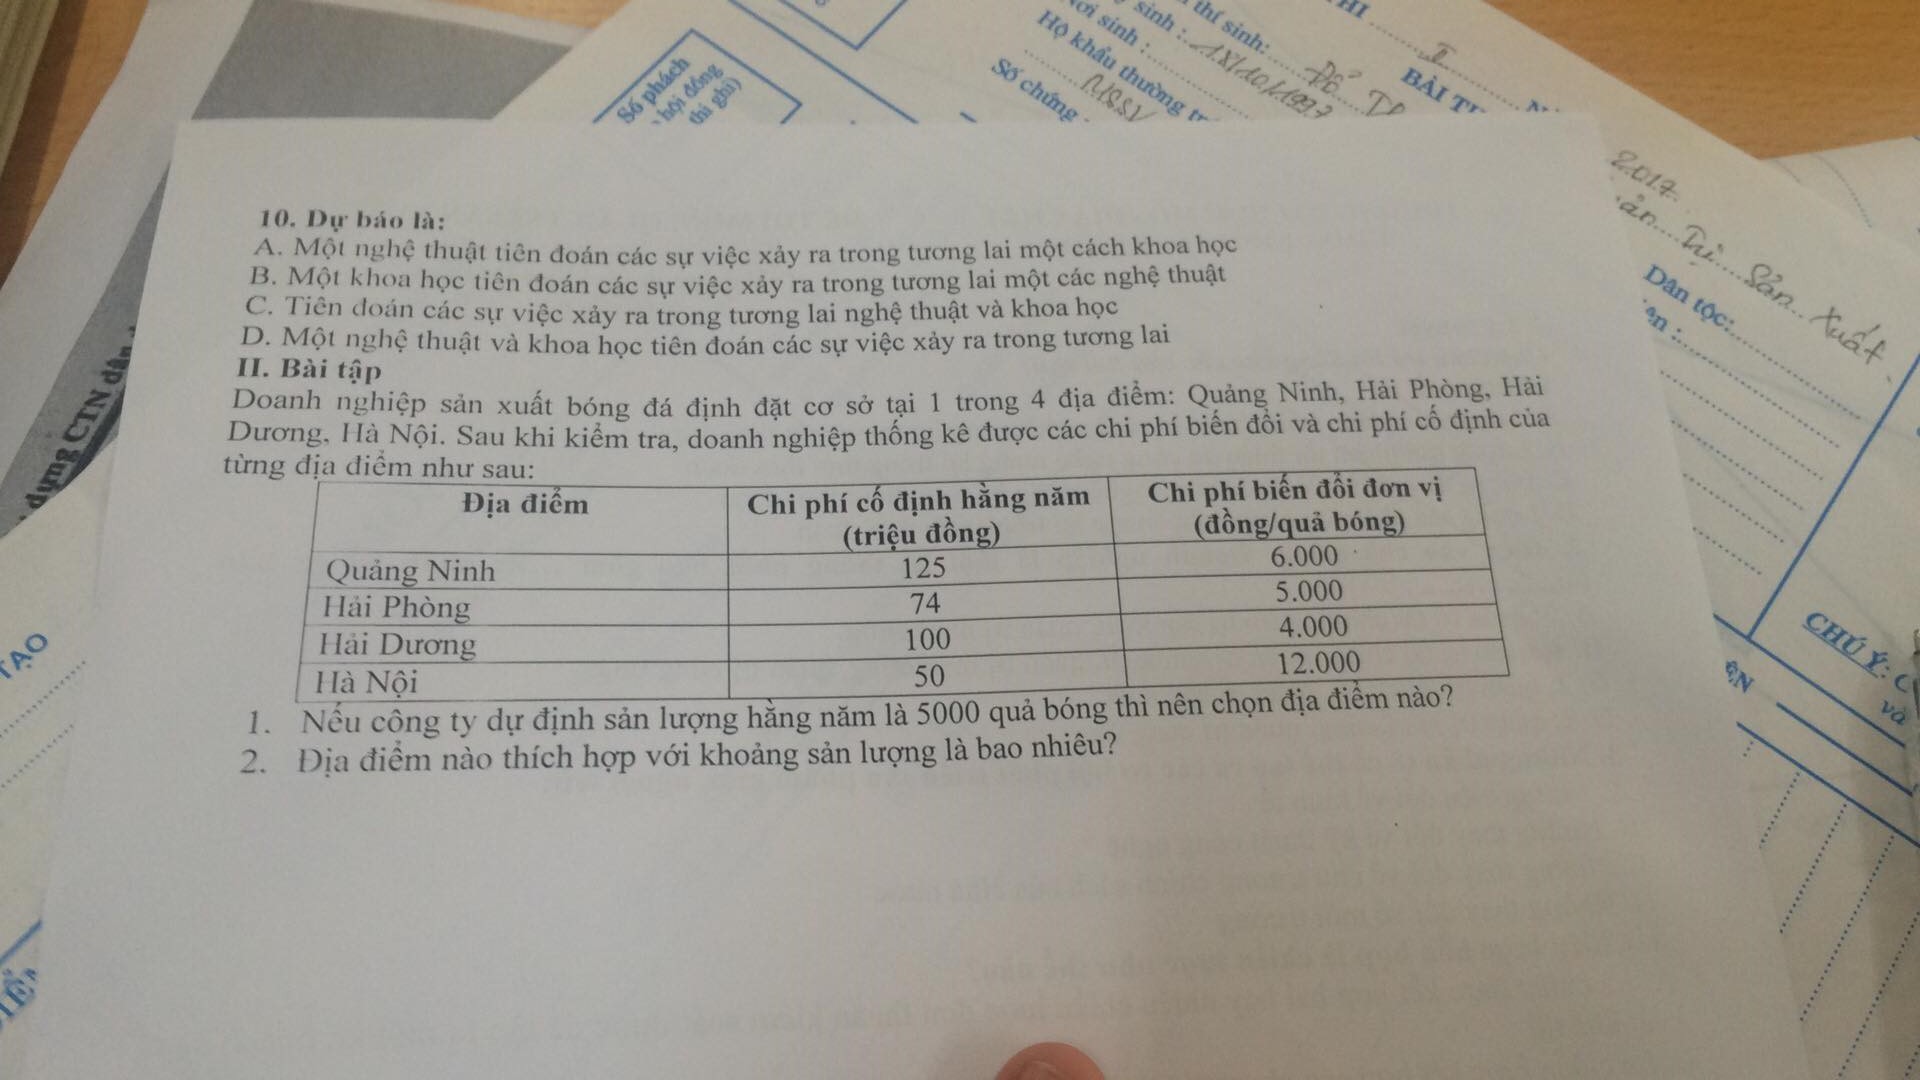 Số phách
hội đồng
thi ghi)
thí sinh:
sinh : 18/10/1997
Nơi sinh :
Hộ khẩu thường
Số chứng
II
BÀI
2017
Sản Xuất
Dân tộc:
CHÚ Ý:
và
TẠO
dựng CTN dân
10. Dự báo là:
A. Một nghệ thuật tiên đoán các sự việc xảy ra trong tương lai một cách khoa học
B. Một khoa học tiên đoán các sự việc xảy ra trong tương lai một các nghệ thuật
C. Tiên đoán các sự việc xảy ra trong tương lai nghệ thuật và khoa học
D. Một nghệ thuật và khoa học tiên đoán các sự việc xảy ra trong tương lai
II. Bài tập
Doanh nghiệp sản xuất bóng đá định đặt cơ sở tại 1 trong 4 địa điểm: Quảng Ninh, Hải Phòng, Hải
Dương, Hà Nội. Sau khi kiểm tra, doanh nghiệp thống kê được các chi phí biến đổi và chi phí cố định của
từng địa điểm như sau:
Địa điểm Chi phí cố định hằng năm (triệu đồng) Chi phí biến đổi đơn vị (đồng/quả bóng)
Quảng Ninh 125 6.000
Hải Phòng 74 5.000
Hải Dương 100 4.000
Hà Nội 50 12.000
1. Nếu công ty dự định sản lượng hằng năm là 5000 quả bóng thì nên chọn địa điểm nào?
2. Địa điểm nào thích hợp với khoảng sản lượng là bao nhiêu?